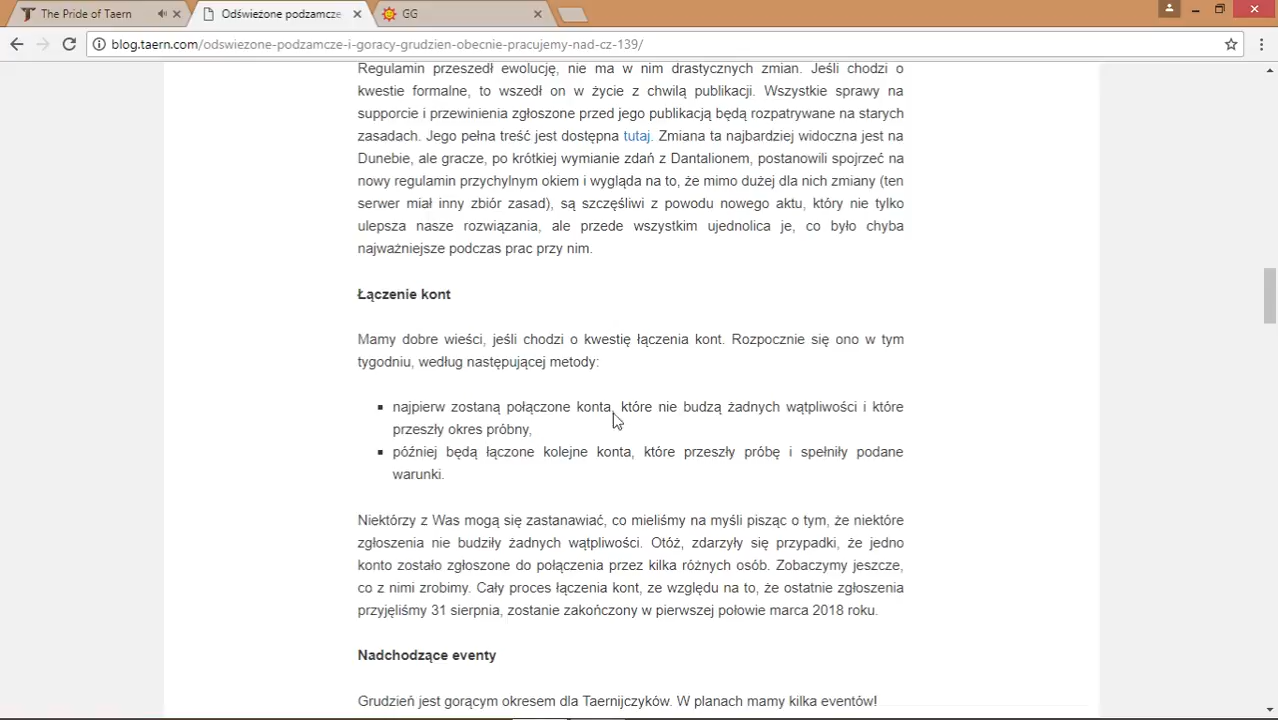 The Pride of Taern
Odświeżone podzamcze
GG
blog.taern.com/odswiezone-podzamcze-i-goracy-grudzien-obecnie-pracujemy-nad-cz-139/
Regulamin przeszedł ewolucję, nie ma w nim drastycznych zmian. Jeśli chodzi o
kwestie formalne, to wszedł on w życie z chwilą publikacji. Wszystkie sprawy na
supporcie i przewinienia zgłoszone przed jego publikacją będą rozpatrywane na starych
zasadach. Jego pełna treść jest dostępna tutaj. Zmiana ta najbardziej widoczna jest na
Dunebie, ale gracze, po krótkiej wymianie zdań z Dantalionem, postanowili spojrzeć na
nowy regulamin przychylnym okiem i wygląda na to, że mimo dużej dla nich zmiany (ten
serwer miał inny zbiór zasad), są szczęśliwi z powodu nowego aktu, który nie tylko
ulepsza nasze rozwiązania, ale przede wszystkim ujednolica je, co było chyba
najważniejsze podczas prac przy nim.
Łączenie kont
Mamy dobre wieści, jeśli chodzi o kwestię łączenia kont. Rozpocznie się ono w tym
tygodniu, według następującej metody:
▪ najpierw zostaną połączone konta, które nie budzą żadnych wątpliwości i które
przeszły okres próbny,
▪ później będą łączone kolejne konta, które przeszły próbę i spełniły podane
warunki.
Niektórzy z Was mogą się zastanawiać, co mieliśmy na myśli pisząc o tym, że niektóre
zgłoszenia nie budziły żadnych wątpliwości. Otóż, zdarzyły się przypadki, że jedno
konto zostało zgłoszone do połączenia przez kilka różnych osób. Zobaczymy jeszcze,
co z nimi zrobimy. Cały proces łączenia kont, ze względu na to, że ostatnie zgłoszenia
przyjęliśmy 31 sierpnia, zostanie zakończony w pierwszej połowie marca 2018 roku.
Nadchodzące eventy
Grudzień jest gorącym okresem dla Taernijczyków. W planach mamy kilka eventów!